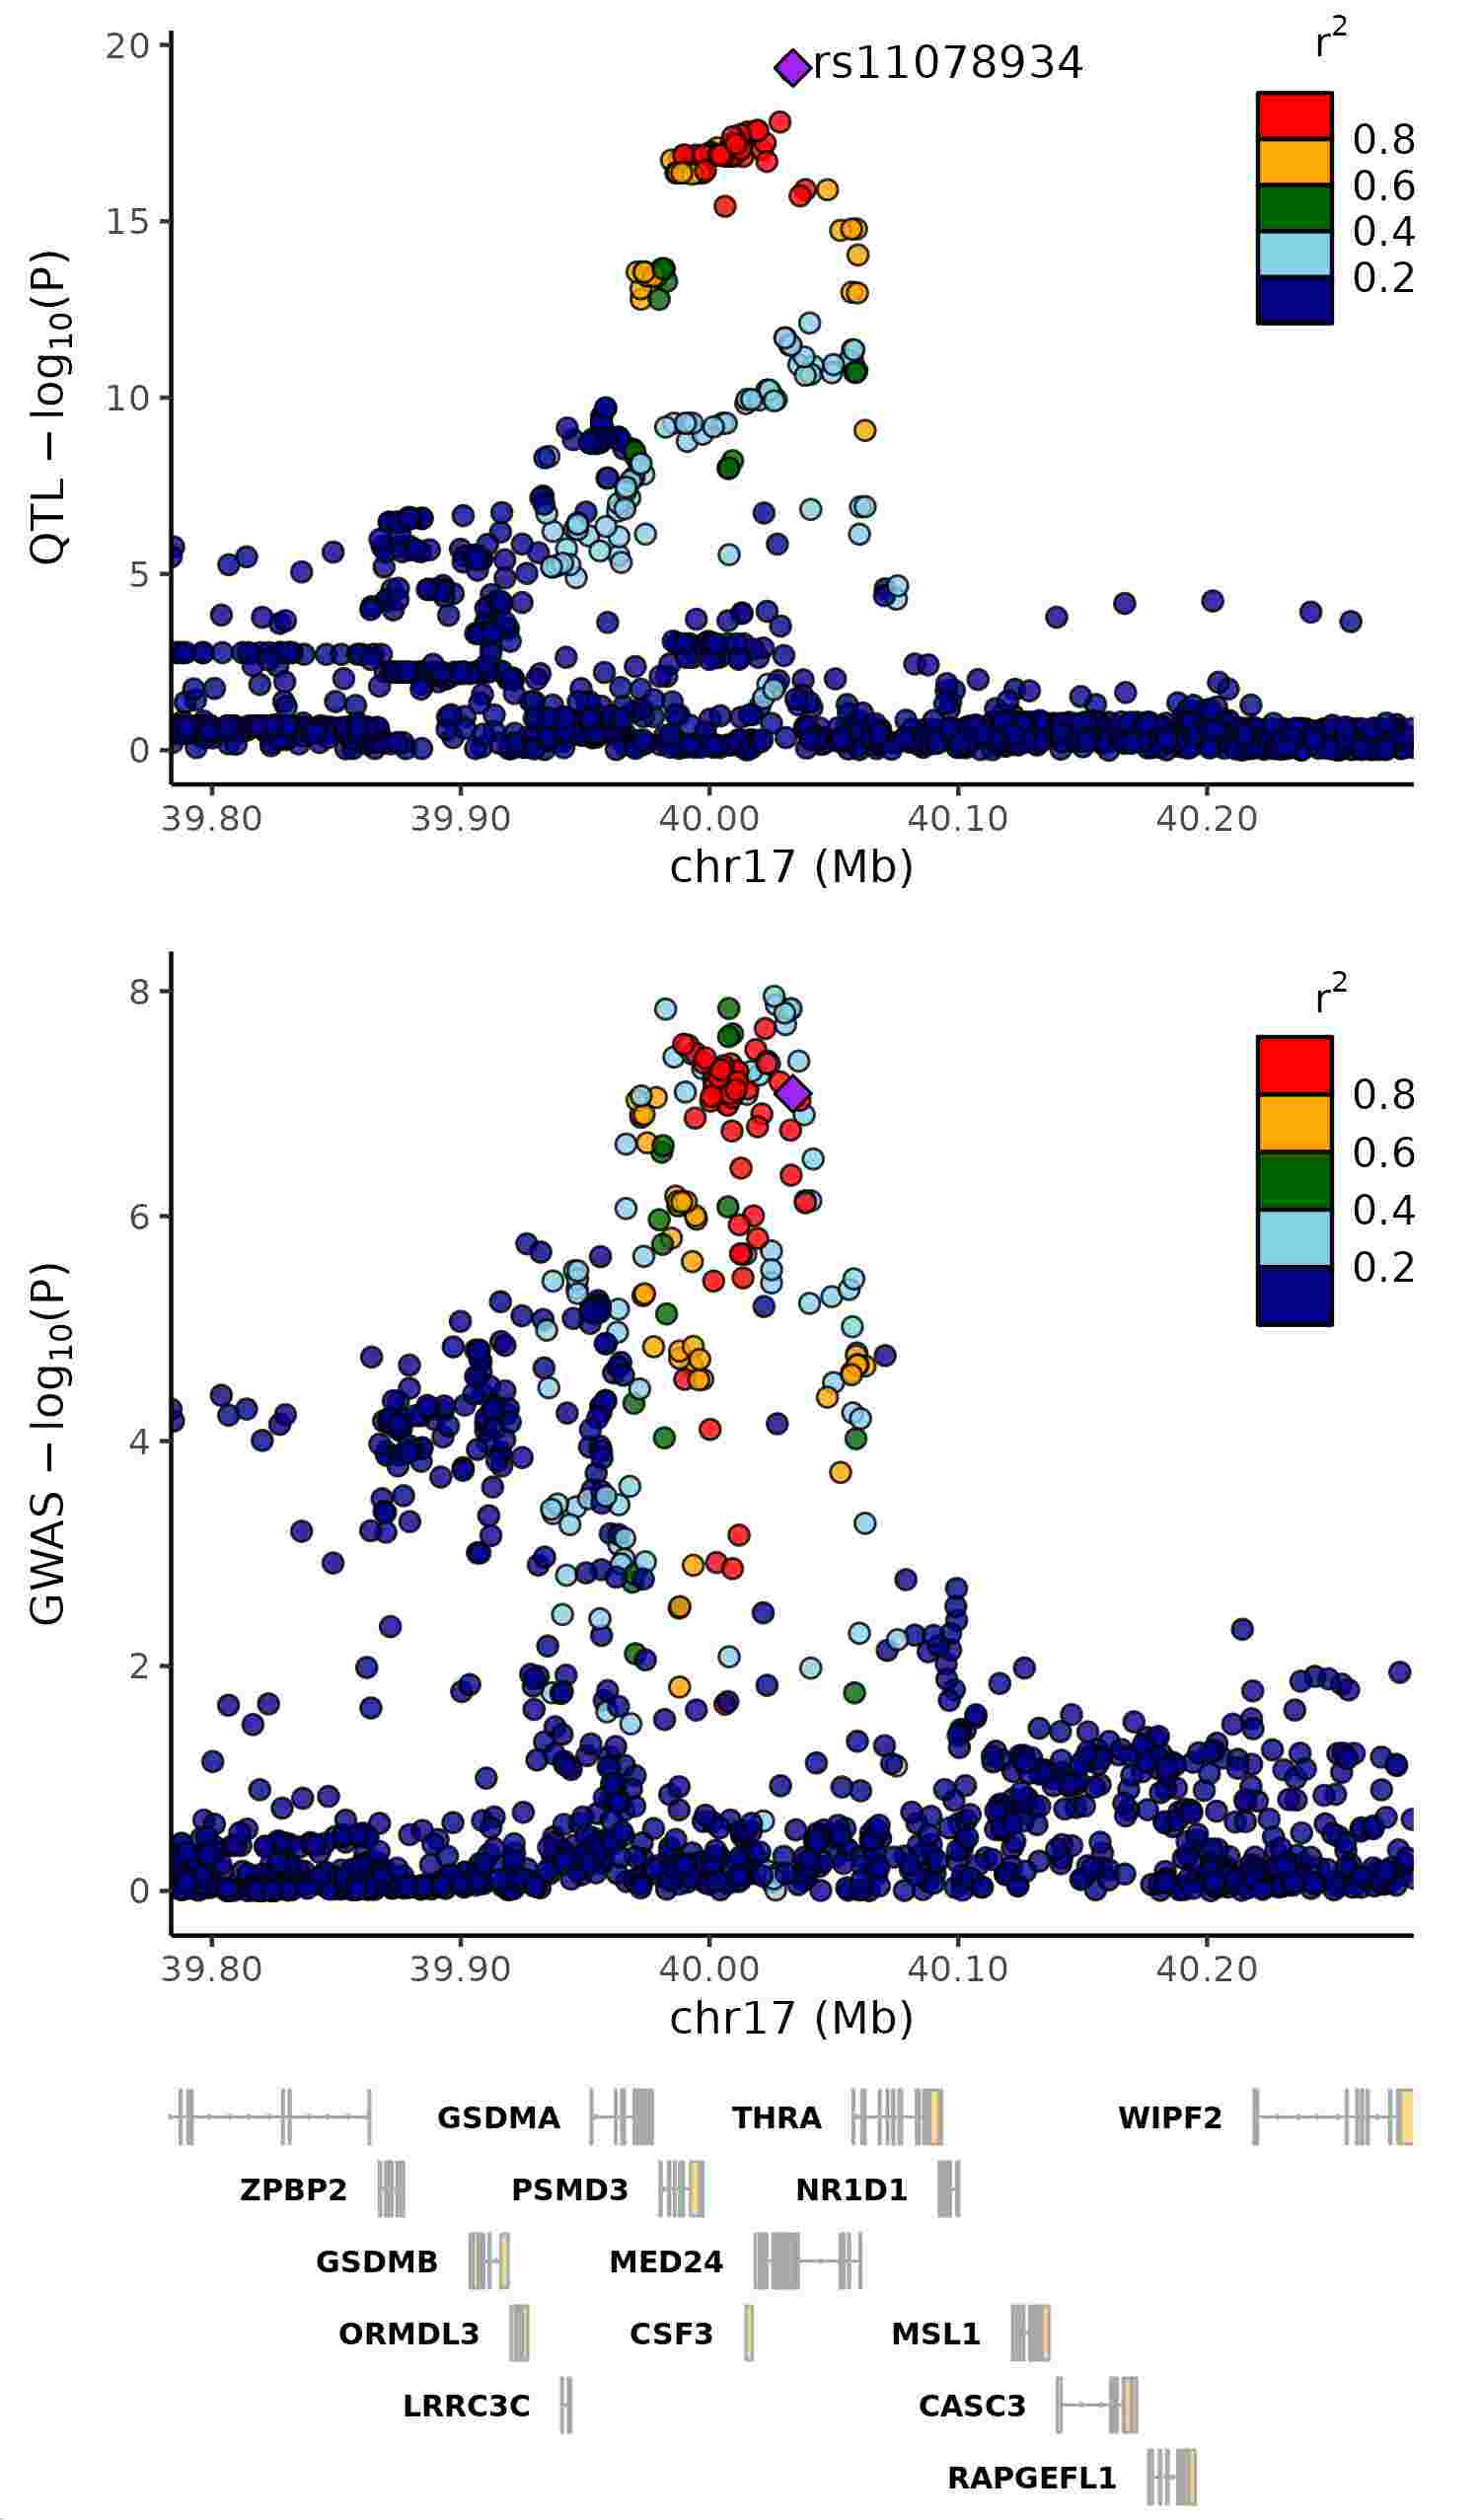 20
15
10
5
0
QTL −log10(P)
rs11078934
r2
0.8
0.6
0.4
0.2
39.80 39.90 40.00 40.10 40.20
chr17 (Mb)
8
6
4
2
0
GWAS −log10(P)
r2
0.8
0.6
0.4
0.2
39.80 39.90 40.00 40.10 40.20
chr17 (Mb)
GSDMA THRA WIPF2
ZPBP2 PSMD3 NR1D1
GSDMB MED24
ORMDL3 CSF3 MSL1
LRRC3C CASC3
RAPGEFL1